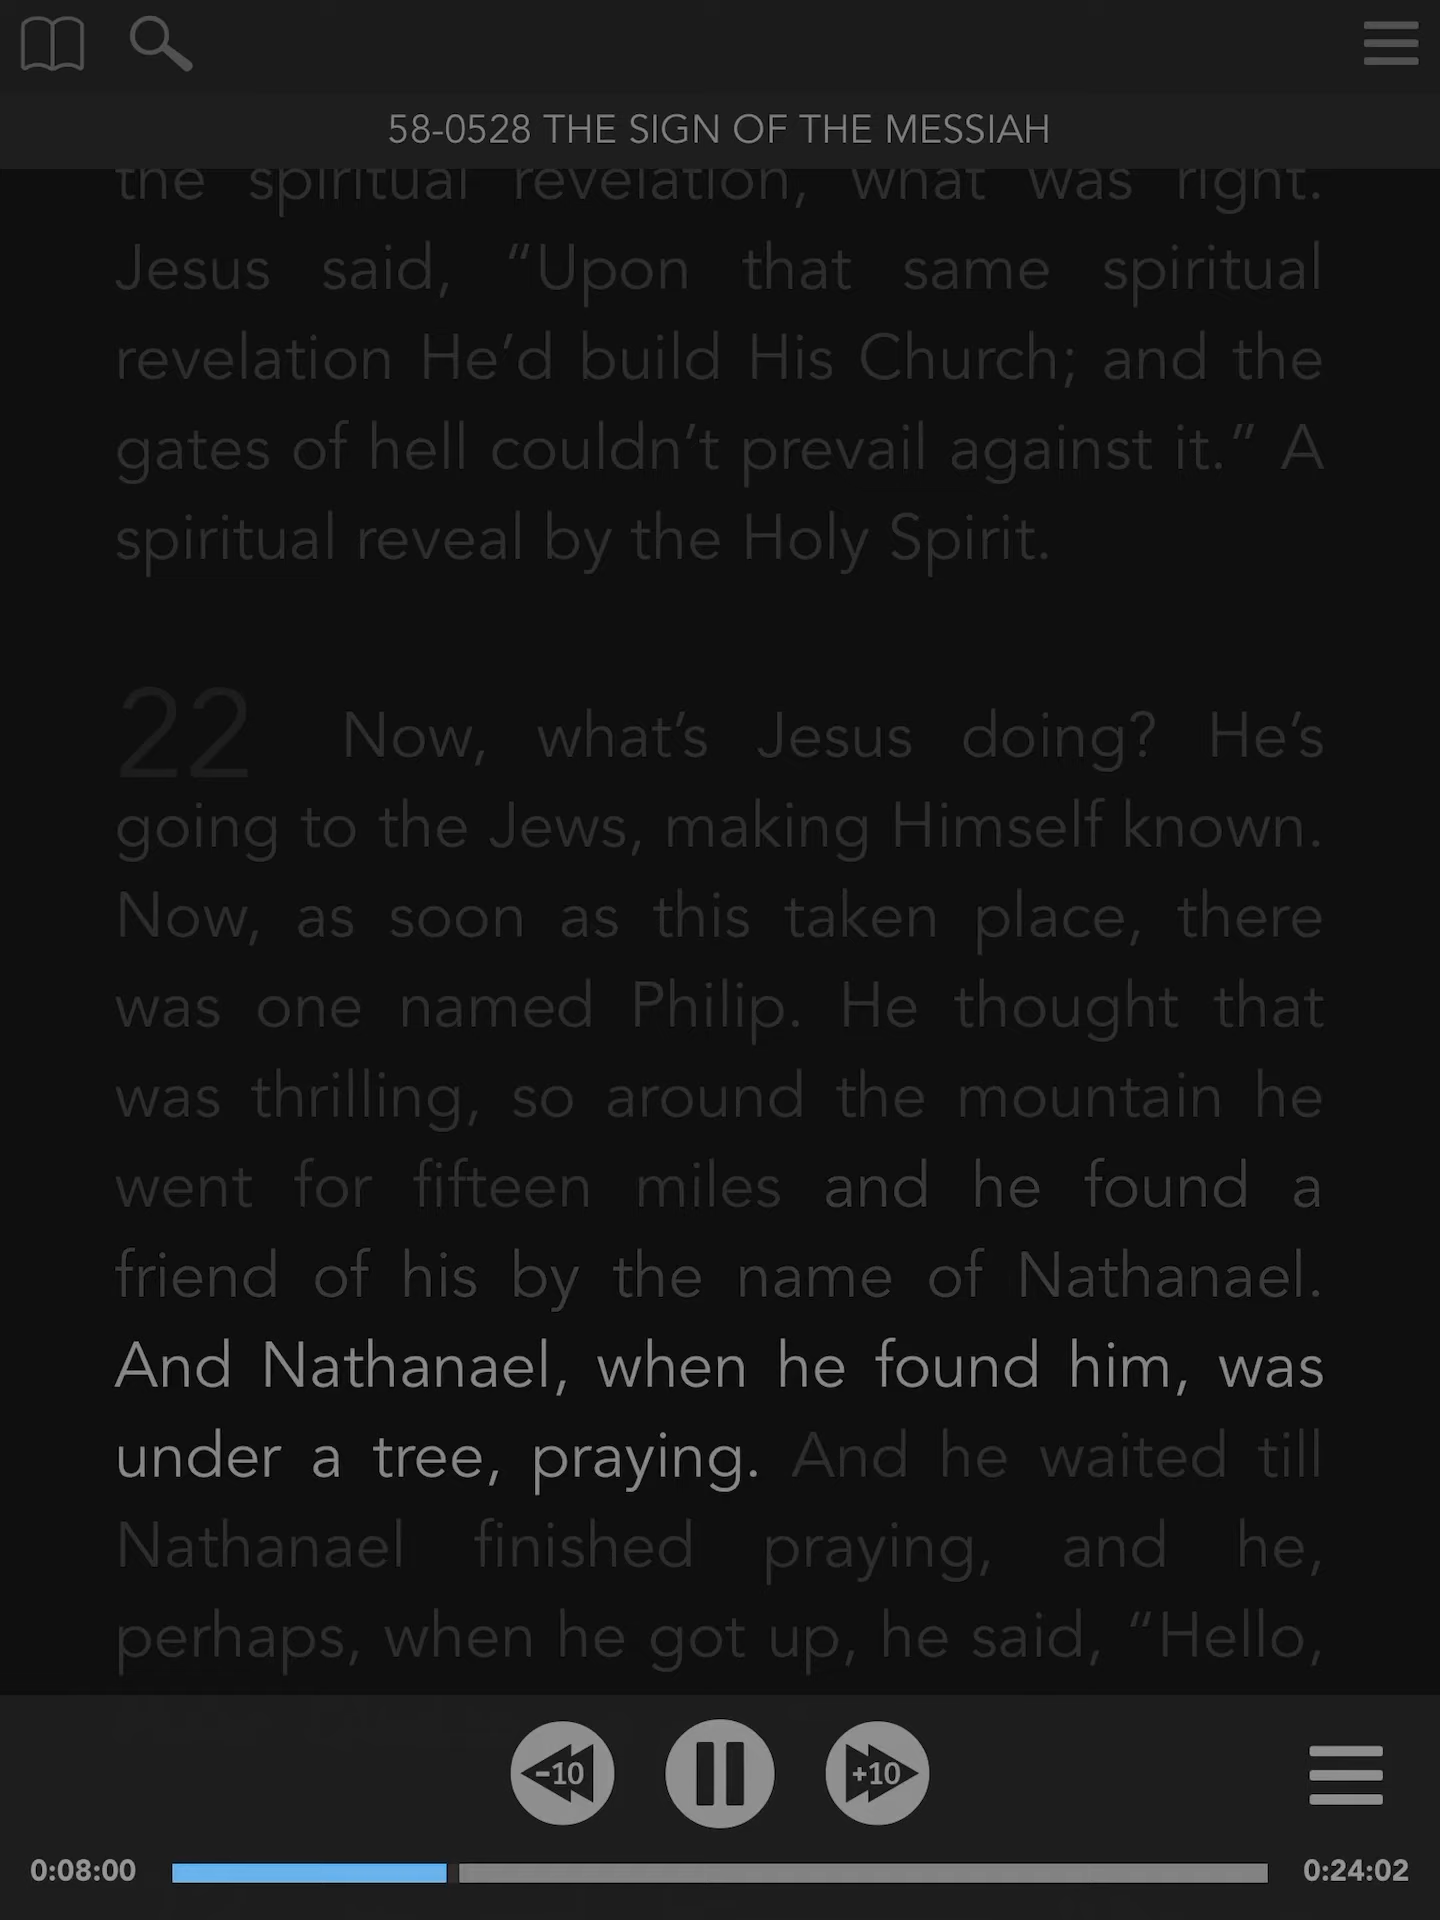 58-0528 THE SIGN OF THE MESSIAH
the spiritual revelation, what was right.
Jesus said, “Upon that same spiritual
revelation He’d build His Church; and the
gates of hell couldn’t prevail against it.” A
spiritual reveal by the Holy Spirit.
22 Now, what’s Jesus doing? He’s
going to the Jews, making Himself known.
Now, as soon as this taken place, there
was one named Philip. He thought that
was thrilling, so around the mountain he
went for fifteen miles and he found a
friend of his by the name of Nathanael.
And Nathanael, when he found him, was
under a tree, praying. And he waited till
Nathanael finished praying, and he,
perhaps, when he got up, he said, “Hello,
-10 +10
0:08:00 0:24:02